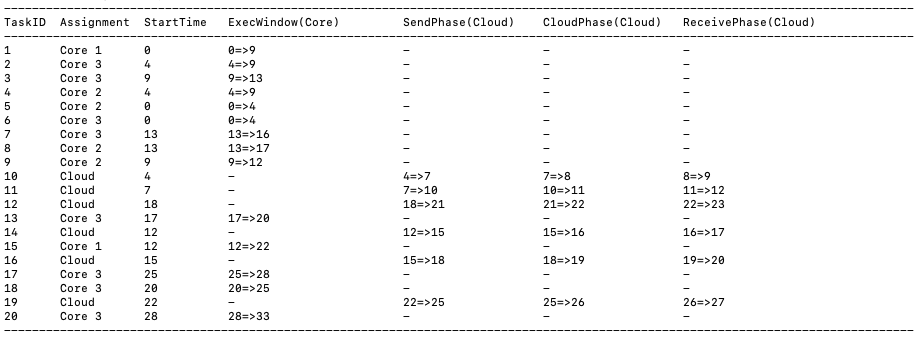 TaskID  Assignment  StartTime   ExecWindow(Core)         SendPhase(Cloud)    CloudPhase(Cloud)   ReceivePhase(Cloud)
1       Core 1      0           0=>9                     –                   –                   –
2       Core 3      4           4=>9                     –                   –                   –
3       Core 3      9           9=>13                    –                   –                   –
4       Core 2      4           4=>9                     –                   –                   –
5       Core 2      0           0=>4                     –                   –                   –
6       Core 3      0           0=>4                     –                   –                   –
7       Core 3      13          13=>16                   –                   –                   –
8       Core 2      13          13=>17                   –                   –                   –
9       Core 2      9           9=>12                    –                   –                   –
10      Cloud       4           –                        4=>7                7=>8                8=>9
11      Cloud       7           –                        7=>10               10=>11              11=>12
12      Cloud       18          –                        18=>21              21=>22              22=>23
13      Core 3      17          17=>20                   –                   –                   –
14      Cloud       12          –                        12=>15              15=>16              16=>17
15      Core 1      12          12=>22                   –                   –                   –
16      Cloud       15          –                        15=>18              18=>19              19=>20
17      Core 3      25          25=>28                   –                   –                   –
18      Core 3      20          20=>25                   –                   –                   –
19      Cloud       22          –                        22=>25              25=>26              26=>27
20      Core 3      28          28=>33                   –                   –                   –